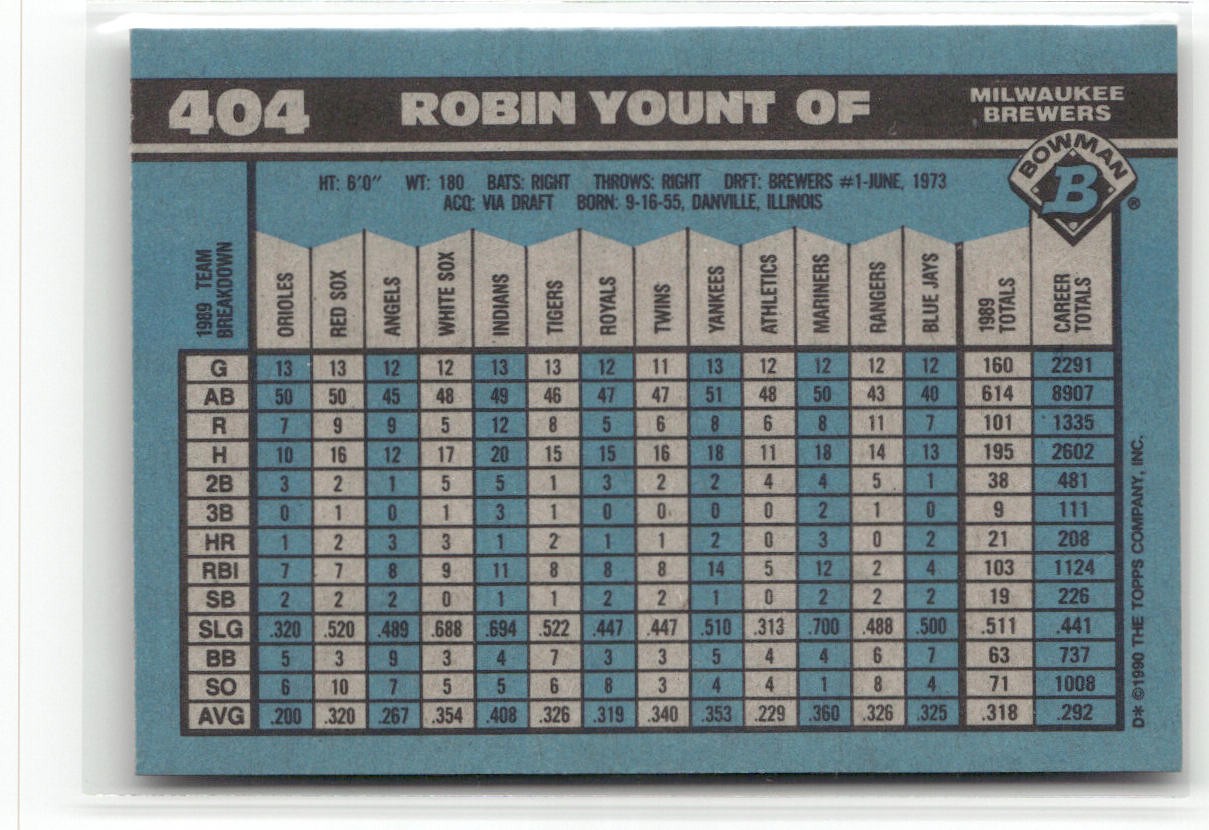 404 ROBIN YOUNT OF MILWAUKEE
BREWERS
BOWMAN
B ®
HT: 6'0" WT: 180 BATS: RIGHT THROWS: RIGHT DRFT: BREWERS #1-JUNE, 1973
ACQ: VIA DRAFT BORN: 9-16-55, DANVILLE, ILLINOIS
1989 TEAM BREAKDOWN ORIOLES RED SOX ANGELS WHITE SOX INDIANS TIGERS ROYALS TWINS YANKEES ATHLETICS MARINERS RANGERS BLUE JAYS 1989 TOTALS CAREER TOTALS
G 13 13 12 12 13 13 12 11 13 12 12 12 12 160 2291
AB 50 50 45 48 49 46 47 47 51 48 50 43 40 614 8907
R 7 9 9 5 12 8 5 6 8 6 8 11 7 101 1335
H 10 16 12 17 20 15 15 16 18 11 18 14 13 195 2602
2B 3 2 1 5 5 1 3 2 2 4 4 5 1 38 481
3B 0 1 0 1 3 1 0 0 0 0 2 1 0 9 111
HR 1 2 3 3 1 2 1 1 2 0 3 0 2 21 208
RBI 7 7 8 9 11 8 8 8 14 5 12 2 4 103 1124
SB 2 2 2 0 1 1 2 2 1 0 2 2 2 19 226
SLG .320 .520 .489 .688 .694 .522 .447 .447 .510 .313 .700 .488 .500 .511 .441
BB 5 3 9 3 4 7 3 3 5 4 4 6 7 63 737
SO 6 10 7 5 5 6 8 3 4 4 1 8 4 71 1008
AVG .200 .320 .267 .354 .408 .326 .319 .340 .353 .229 .360 .326 .325 .318 .292
D* ©1990 THE TOPPS COMPANY, INC.